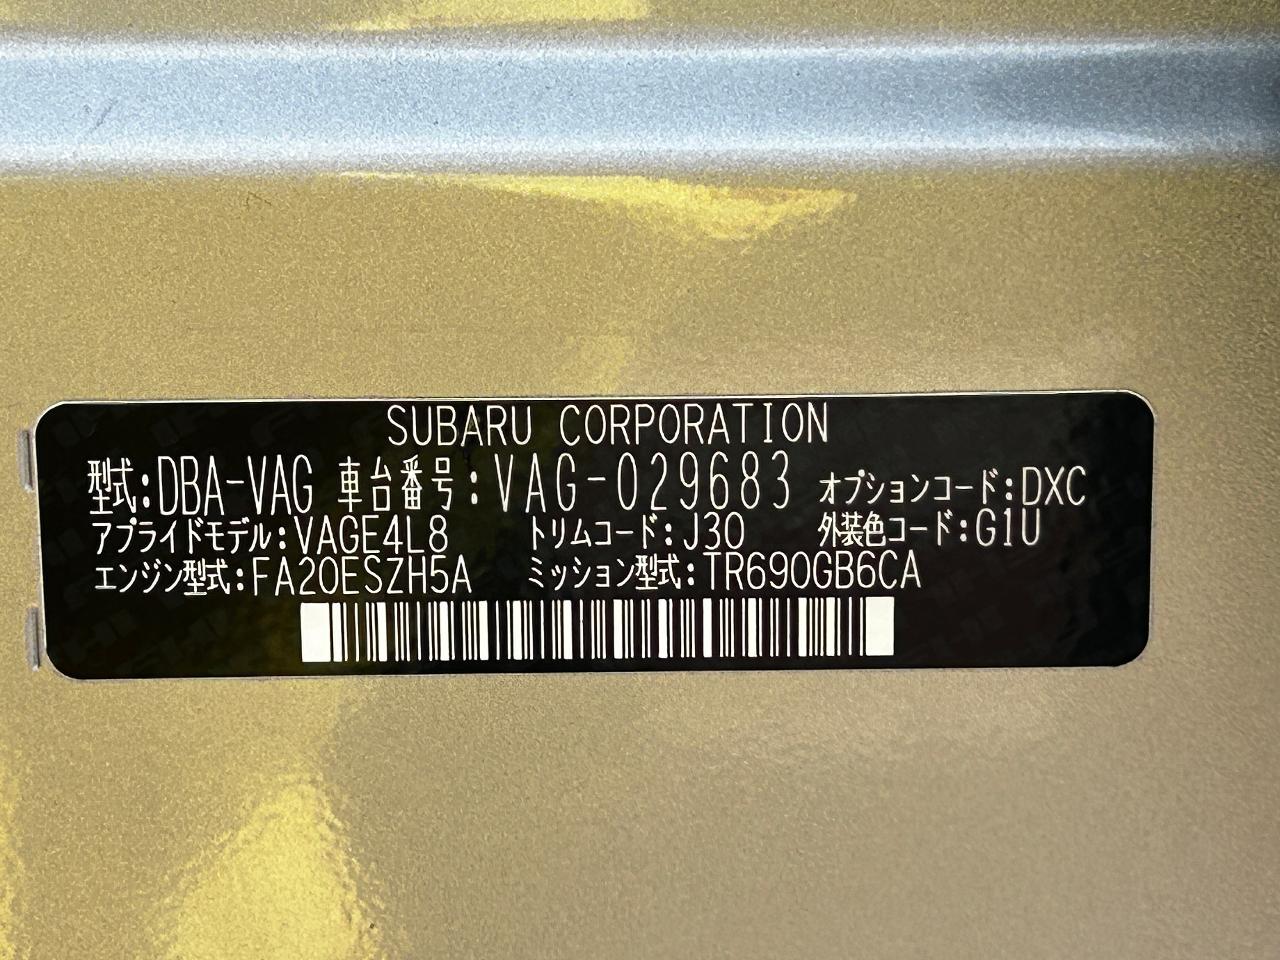 SUBARU CORPORATION
型式:DBA-VAG 車台番号:VAG-029683 オプションコード:DXC
アプライドモデル:VAGE4L8 トリムコード:J30 外装色コード:G1U
エンジン型式:FA20ESZH5A ミッション型式:TR690GB6CA